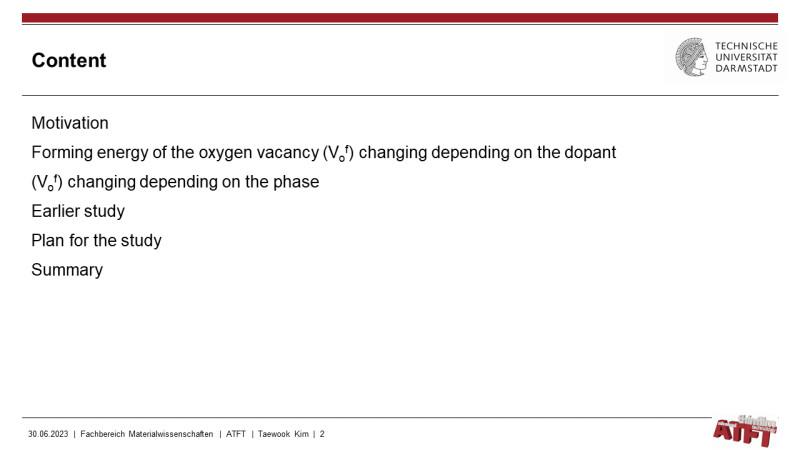 Content
TECHNISCHE
UNIVERSITÄT
DARMSTADT
Motivation
Forming energy of the oxygen vacancy (Vₒᶠ) changing depending on the dopant
(Vₒᶠ) changing depending on the phase
Earlier study
Plan for the study
Summary
30.06.2023 | Fachbereich Materialwissenschaften | ATFT | Taewook Kim | 2
ATFT